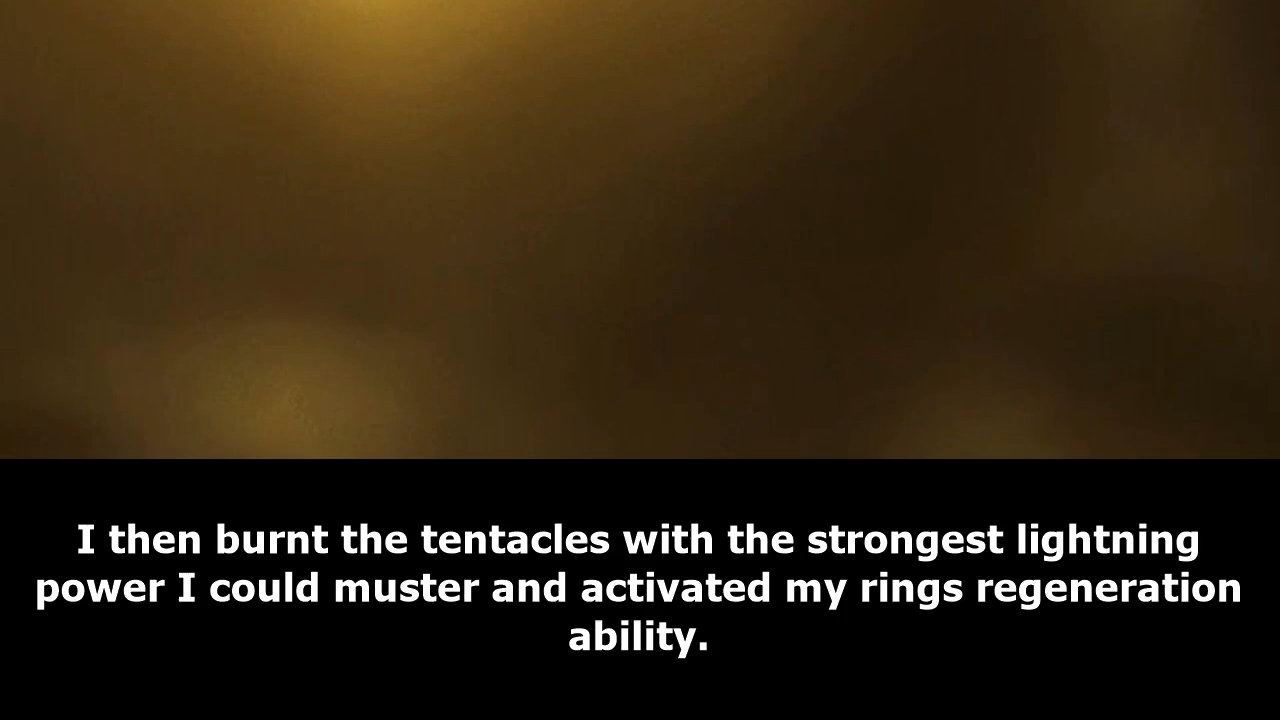 I then burnt the tentacles with the strongest lightning
power I could muster and activated my rings regeneration
ability.